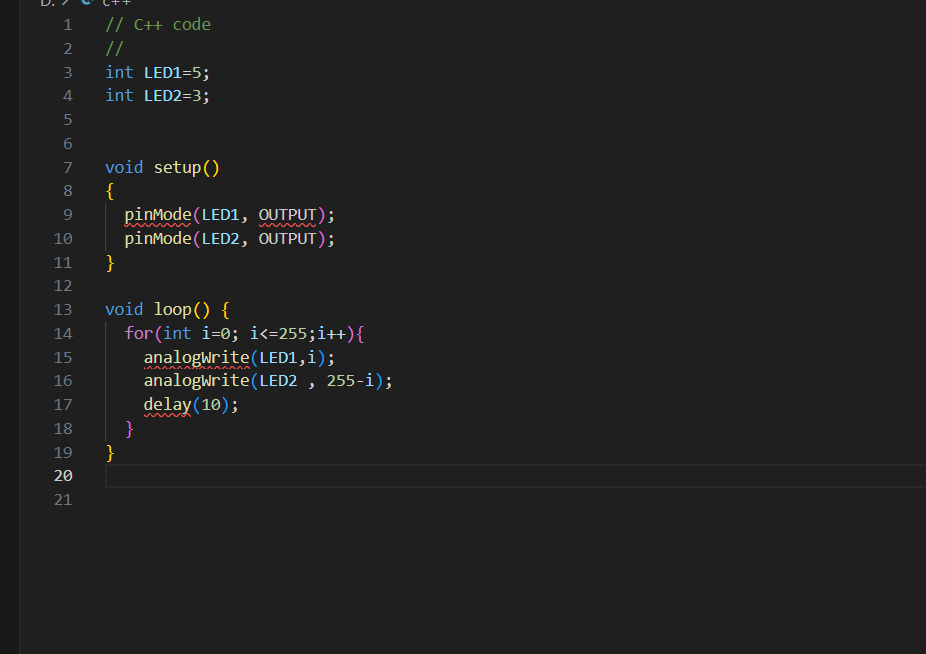 D: > C++
1 // C++ code
2 //
3 int LED1=5;
4 int LED2=3;
5
6
7 void setup()
8 {
9 pinMode(LED1, OUTPUT);
10 pinMode(LED2, OUTPUT);
11 }
12
13 void loop() {
14 for(int i=0; i<=255;i++){
15 analogWrite(LED1,i);
16 analogWrite(LED2 , 255-i);
17 delay(10);
18 }
19 }
20
21